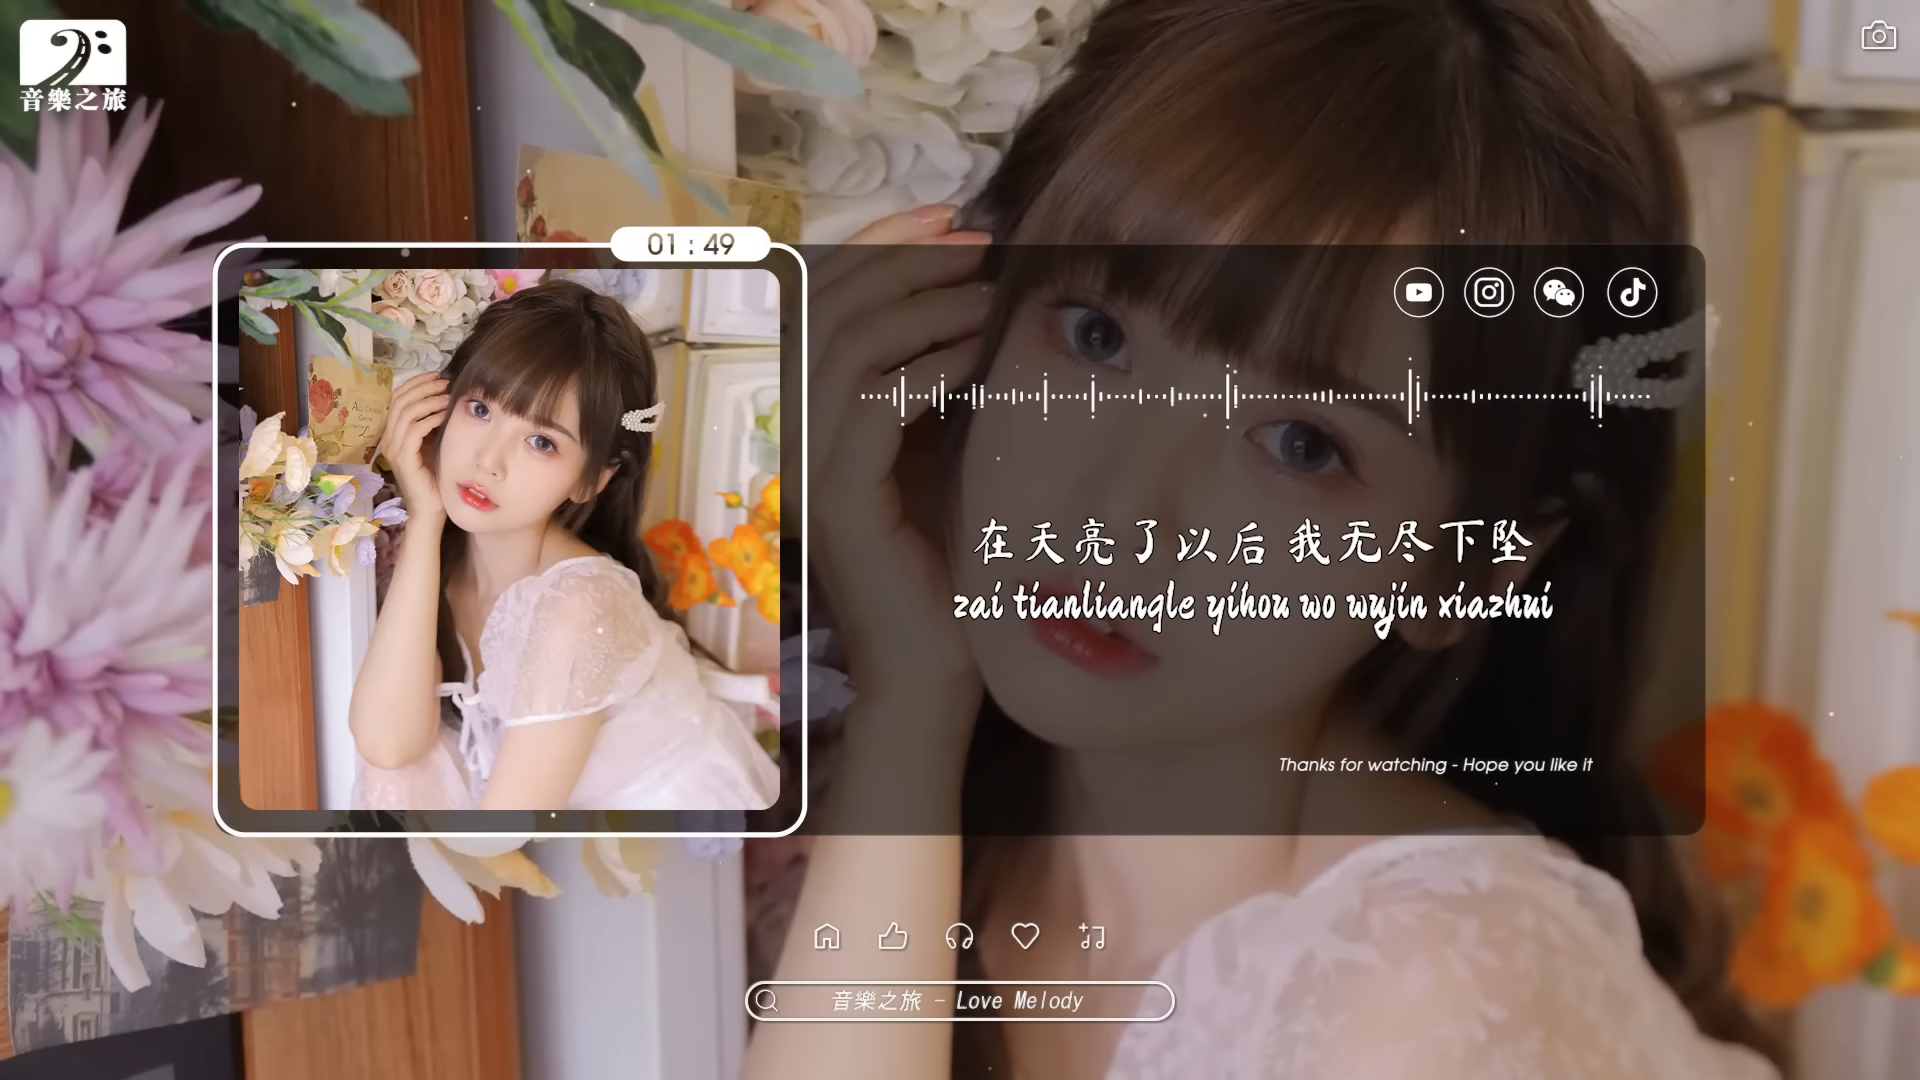 音樂之旅
01 : 49
在天亮了以后 我无尽下坠
zai tianliangle yihou wo wujin xiazhui
Thanks for watching - Hope you like it
音樂之旅 - Love Melody